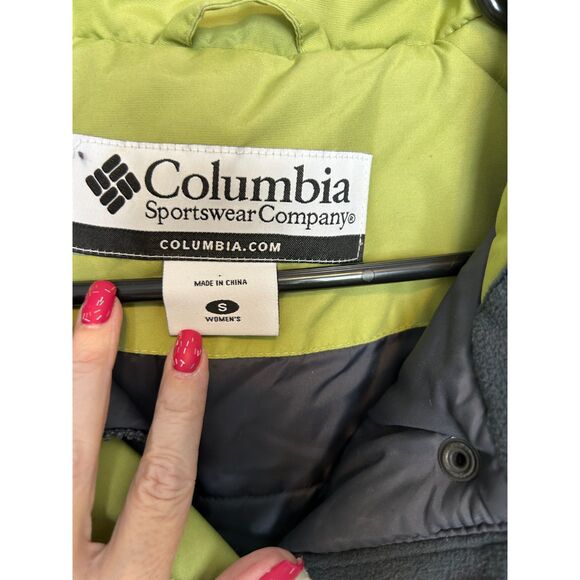 Columbia
Sportswear Company®
COLUMBIA.COM
MADE IN CHINA
S
WOMEN'S